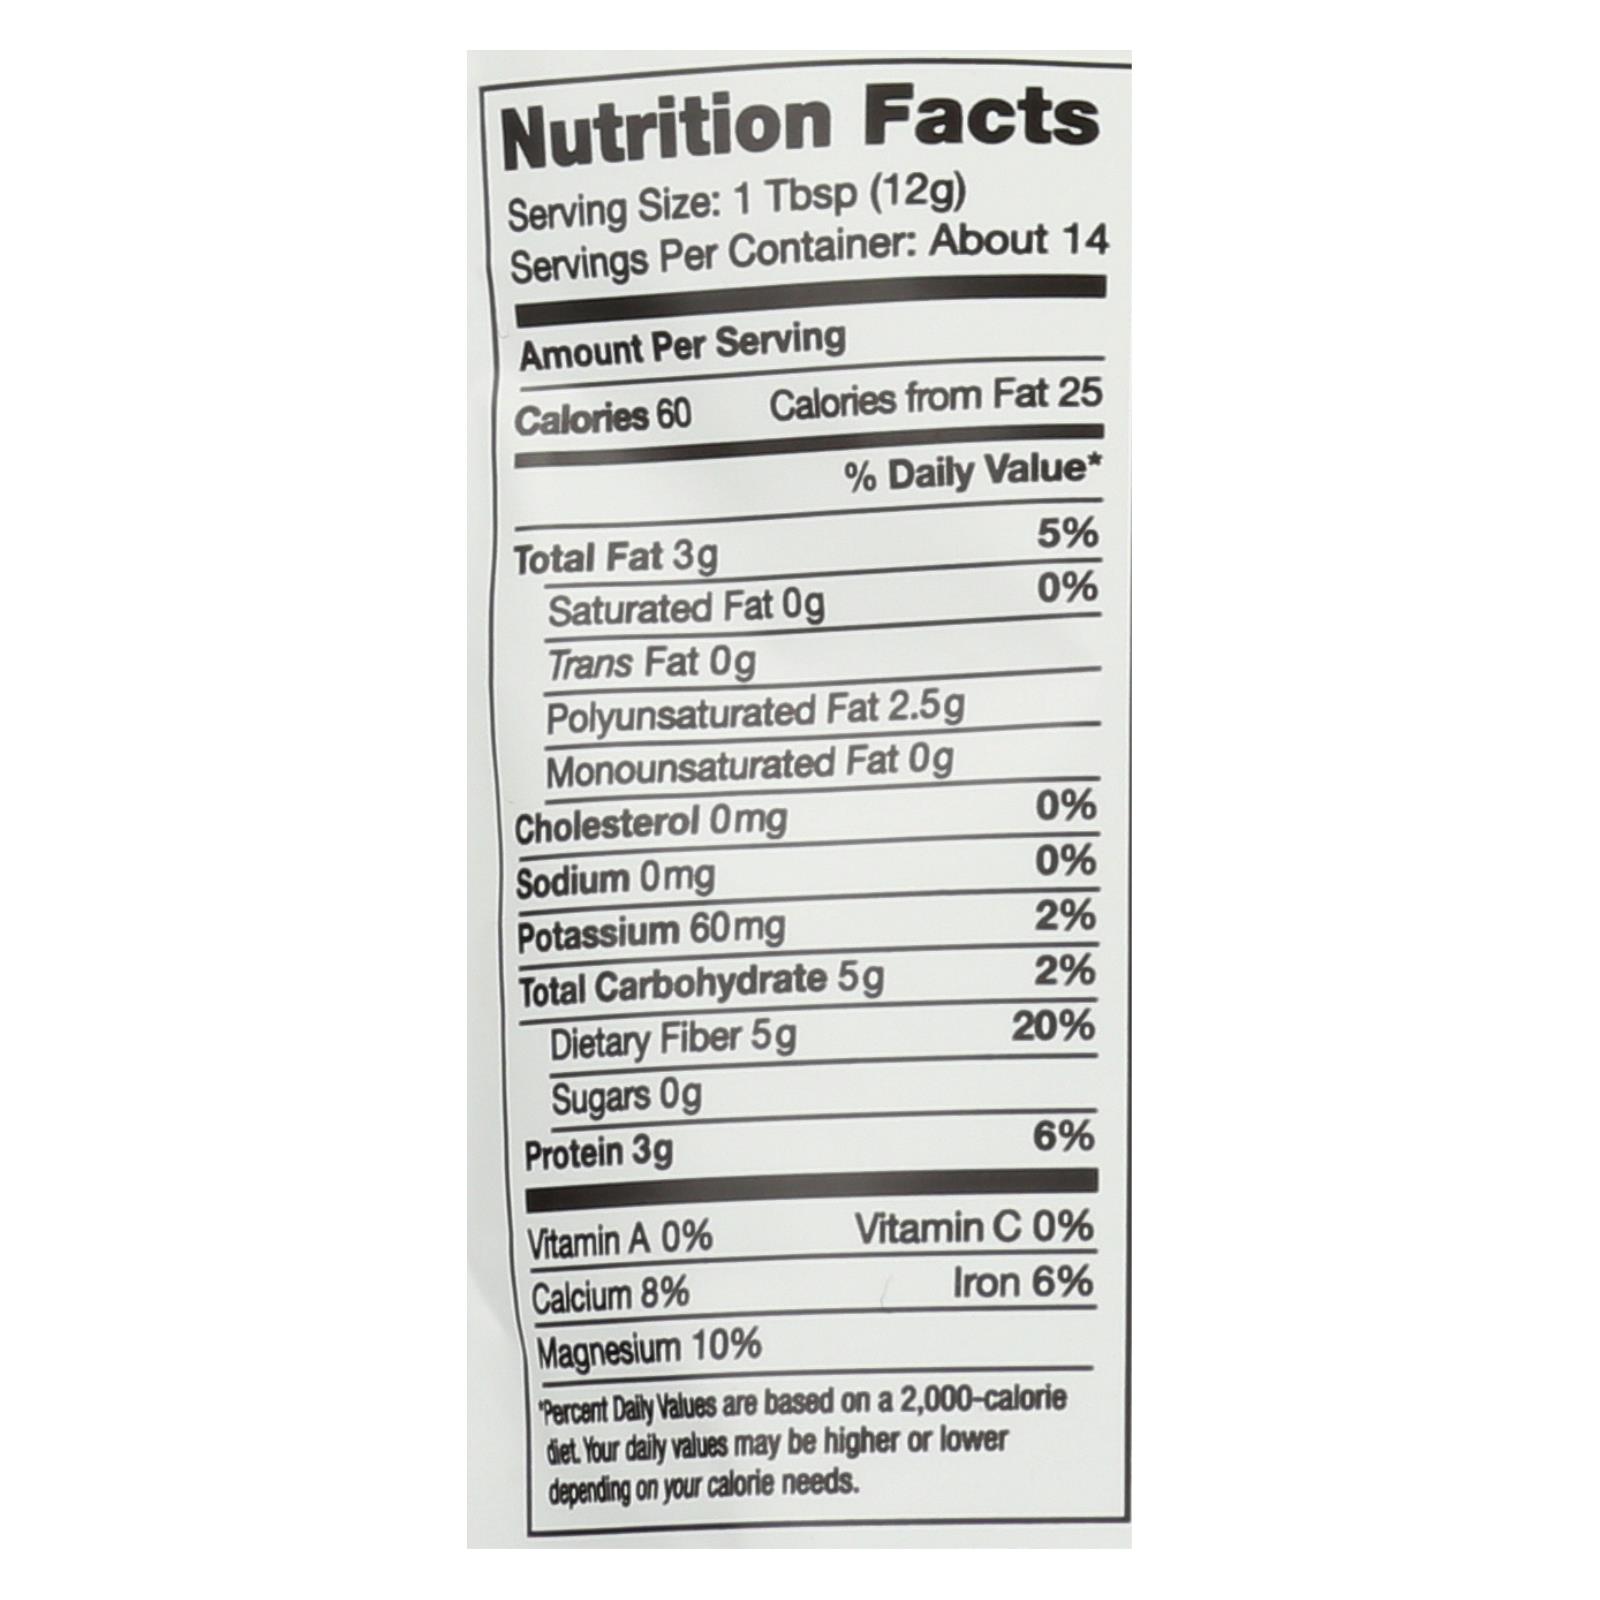 Nutrition Facts
Serving Size: 1 Tbsp (12g)
Servings Per Container: About 14
Amount Per Serving
Calories 60 Calories from Fat 25
% Daily Value*
Total Fat 3g 5%
Saturated Fat 0g 0%
Trans Fat 0g
Polyunsaturated Fat 2.5g
Monounsaturated Fat 0g
Cholesterol 0mg 0%
Sodium 0mg 0%
Potassium 60mg 2%
Total Carbohydrate 5g 2%
Dietary Fiber 5g 20%
Sugars 0g
Protein 3g 6%
Vitamin A 0% Vitamin C 0%
Calcium 8% Iron 6%
Magnesium 10%
*Percent Daily Values are based on a 2,000-calorie
diet. Your daily values may be higher or lower
depending on your calorie needs.